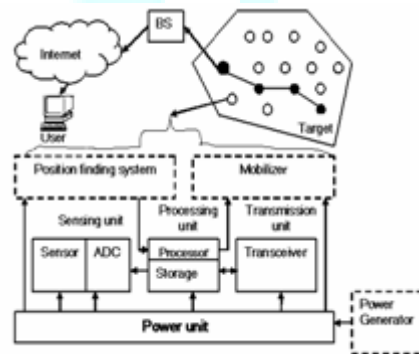 BS
Internet
User
Target
Position finding system
Mobilizer
Sensing unit
Processing
unit
Transmission
unit
Sensor
ADC
Processor
Storage
Transceiver
Power unit
Power
Generator